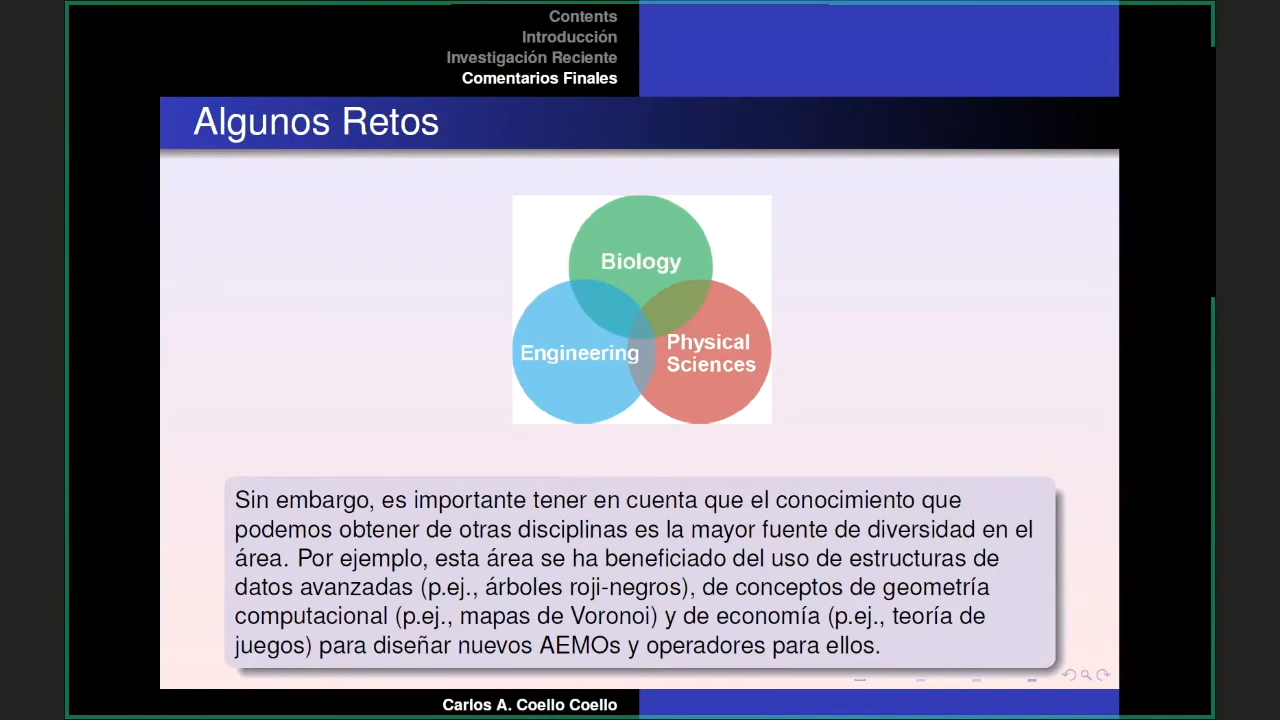 Contents
Introducción
Investigación Reciente
Comentarios Finales
Algunos Retos
Biology
Engineering
Physical
Sciences
Sin embargo, es importante tener en cuenta que el conocimiento que
podemos obtener de otras disciplinas es la mayor fuente de diversidad en el
área. Por ejemplo, esta área se ha beneficiado del uso de estructuras de
datos avanzadas (p.ej., árboles roji-negros), de conceptos de geometría
computacional (p.ej., mapas de Voronoi) y de economía (p.ej., teoría de
juegos) para diseñar nuevos AEMOs y operadores para ellos.
Carlos A. Coello Coello